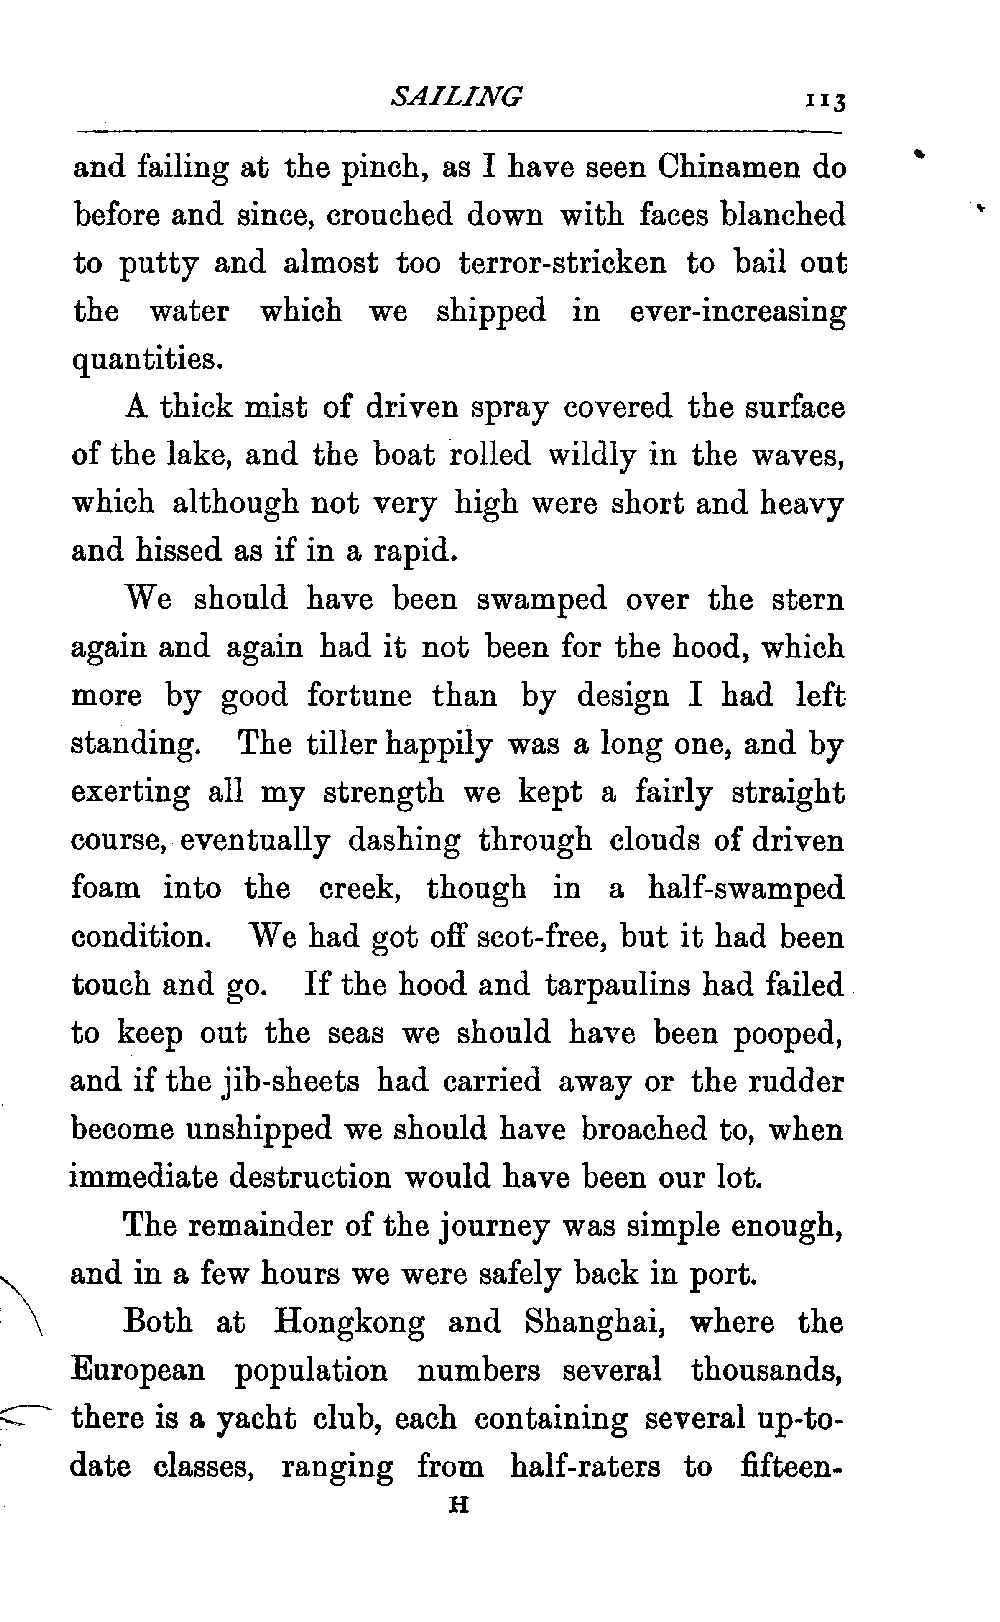 SAILING 113
and failing at the pinch, as I have seen Chinamen do
before and since, crouched down with faces blanched
to putty and almost too terror-stricken to bail out
the water which we shipped in ever-increasing
quantities.
A thick mist of driven spray covered the surface
of the lake, and the boat rolled wildly in the waves,
which although not very high were short and heavy
and hissed as if in a rapid.
We should have been swamped over the stern
again and again had it not been for the hood, which
more by good fortune than by design I had left
standing. The tiller happily was a long one, and by
exerting all my strength we kept a fairly straight
course, eventually dashing through clouds of driven
foam into the creek, though in a half-swamped
condition. We had got off scot-free, but it had been
touch and go. If the hood and tarpaulins had failed
to keep out the seas we should have been pooped,
and if the jib-sheets had carried away or the rudder
become unshipped we should have broached to, when
immediate destruction would have been our lot.
The remainder of the journey was simple enough,
and in a few hours we were safely back in port.
Both at Hongkong and Shanghai, where the
European population numbers several thousands,
there is a yacht club, each containing several up-to-
date classes, ranging from half-raters to fifteen-
H